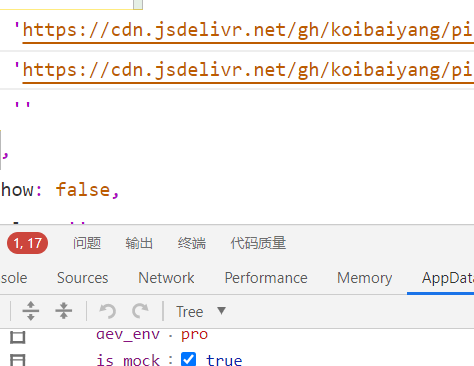 'https://cdn.jsdelivr.net/gh/koibaiyang/pi
'https://cdn.jsdelivr.net/gh/koibaiyang/pi
''
,
how: false,
1, 17 问题 输出 终端 代码质量
sole Sources Network Performance Memory AppData
Tree ▼
dev_env: pro
is_mock: true